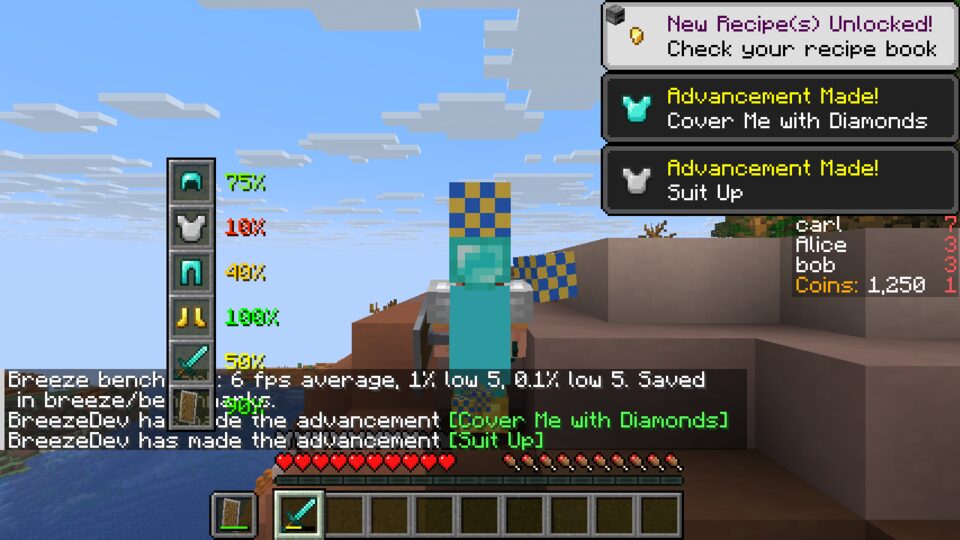 New Recipe(s) Unlocked!
Check your recipe book
Advancement Made!
Cover Me with Diamonds
Advancement Made!
Suit Up
75%
10%
40%
100%
50%
90%
carl 7
Alice 3
bob 3
Coins: 1,250 1
Breeze bench : 6 fps average, 1% low 5, 0.1% low 5. Saved
in breeze/be
BreezeDev has made the advancement [Cover Me with Diamonds]
BreezeDev has made the advancement [Suit Up]